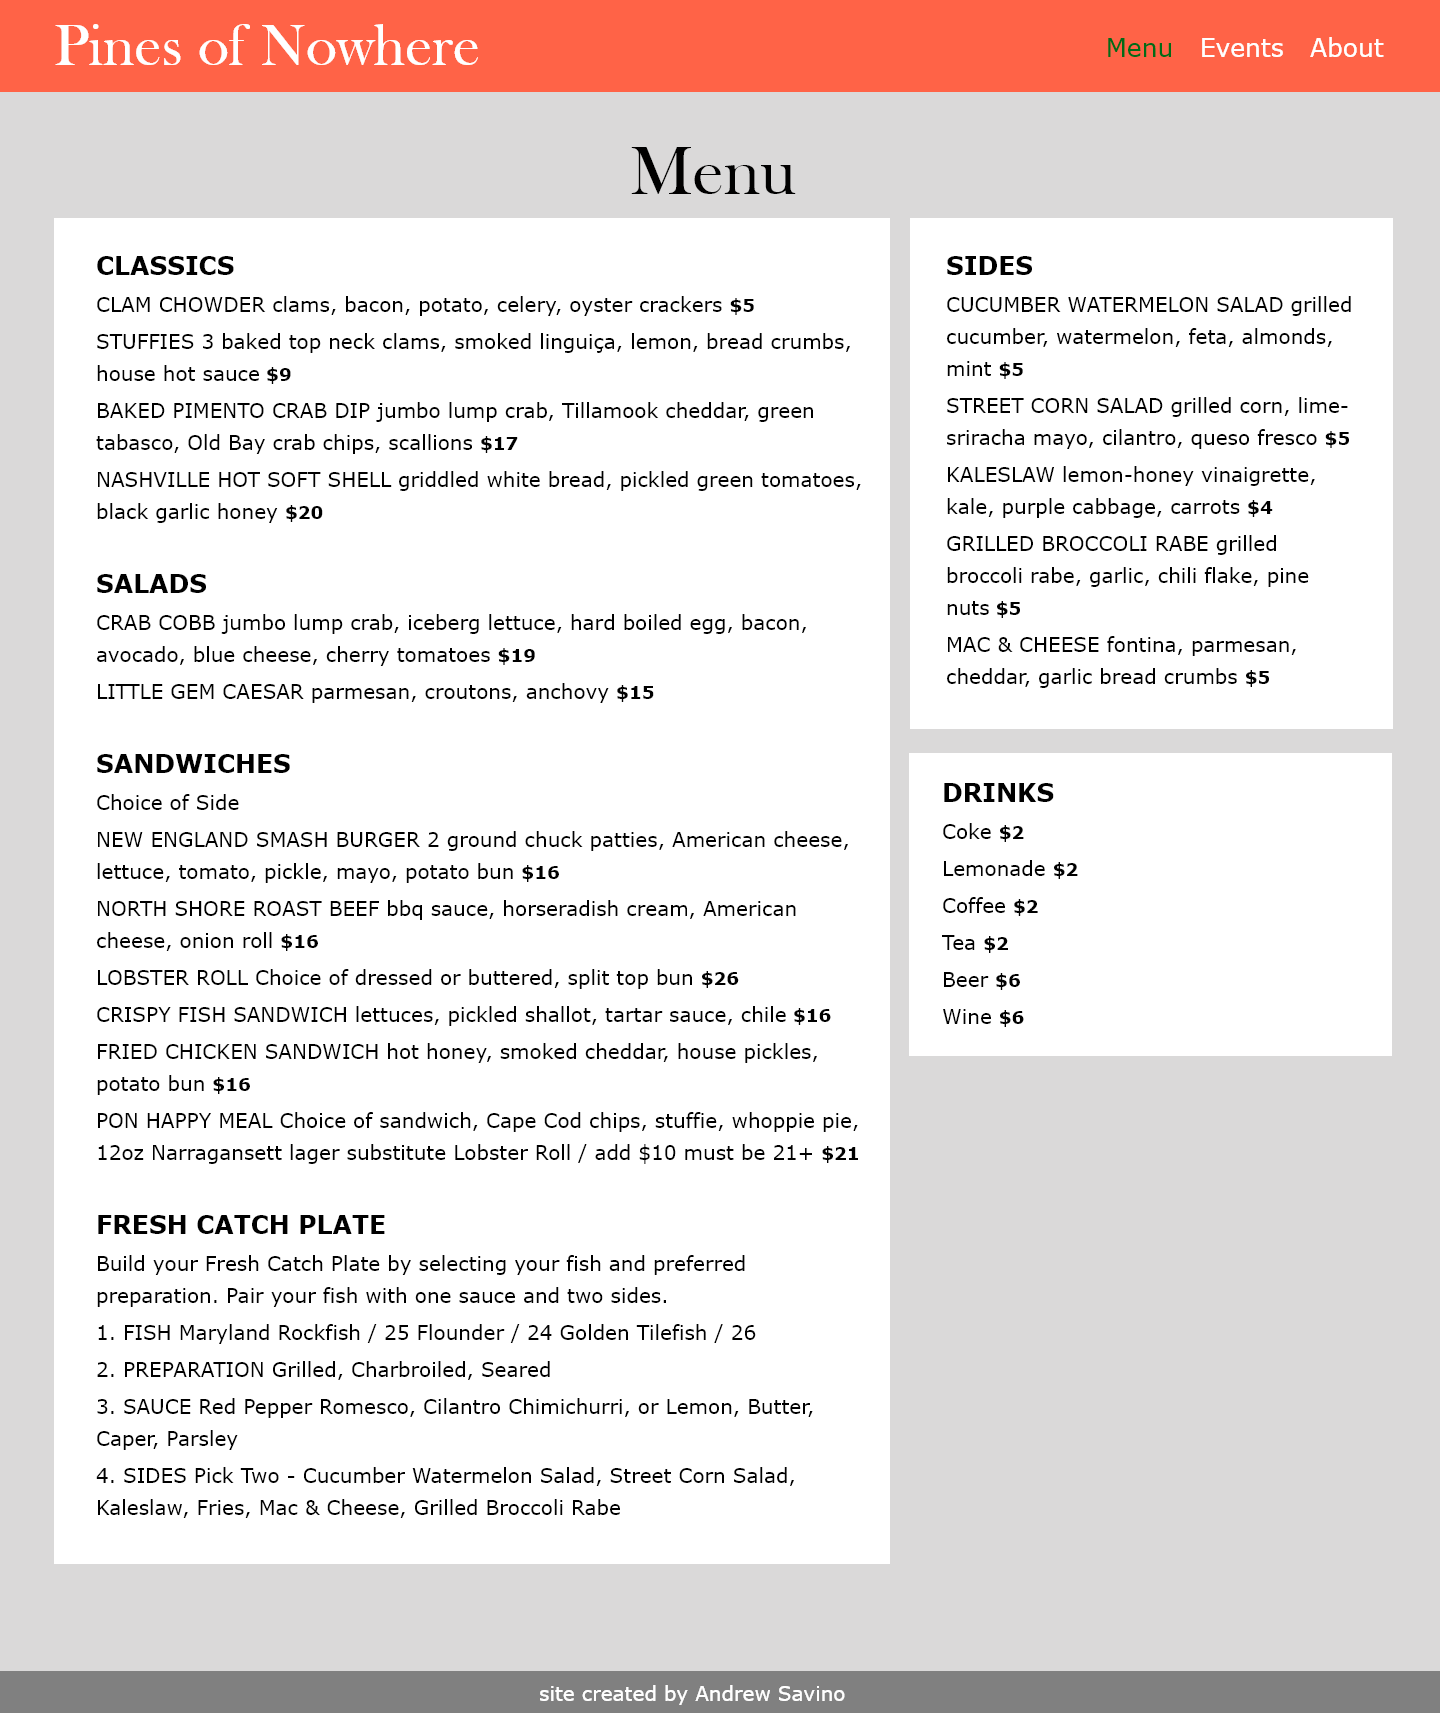 Pines of Nowhere
Menu Events About
Menu
CLASSICS
CLAM CHOWDER clams, bacon, potato, celery, oyster crackers $5
STUFFIES 3 baked top neck clams, smoked linguiça, lemon, bread crumbs,
house hot sauce $9
BAKED PIMENTO CRAB DIP jumbo lump crab, Tillamook cheddar, green
tabasco, Old Bay crab chips, scallions $17
NASHVILLE HOT SOFT SHELL griddled white bread, pickled green tomatoes,
black garlic honey $20
SALADS
CRAB COBB jumbo lump crab, iceberg lettuce, hard boiled egg, bacon,
avocado, blue cheese, cherry tomatoes $19
LITTLE GEM CAESAR parmesan, croutons, anchovy $15
SANDWICHES
Choice of Side
NEW ENGLAND SMASH BURGER 2 ground chuck patties, American cheese,
lettuce, tomato, pickle, mayo, potato bun $16
NORTH SHORE ROAST BEEF bbq sauce, horseradish cream, American
cheese, onion roll $16
LOBSTER ROLL Choice of dressed or buttered, split top bun $26
CRISPY FISH SANDWICH lettuces, pickled shallot, tartar sauce, chile $16
FRIED CHICKEN SANDWICH hot honey, smoked cheddar, house pickles,
potato bun $16
PON HAPPY MEAL Choice of sandwich, Cape Cod chips, stuffie, whoppie pie,
12oz Narragansett lager substitute Lobster Roll / add $10 must be 21+ $21
FRESH CATCH PLATE
Build your Fresh Catch Plate by selecting your fish and preferred
preparation. Pair your fish with one sauce and two sides.
1. FISH Maryland Rockfish / 25 Flounder / 24 Golden Tilefish / 26
2. PREPARATION Grilled, Charbroiled, Seared
3. SAUCE Red Pepper Romesco, Cilantro Chimichurri, or Lemon, Butter,
Caper, Parsley
4. SIDES Pick Two - Cucumber Watermelon Salad, Street Corn Salad,
Kaleslaw, Fries, Mac & Cheese, Grilled Broccoli Rabe
SIDES
CUCUMBER WATERMELON SALAD grilled
cucumber, watermelon, feta, almonds,
mint $5
STREET CORN SALAD grilled corn, lime-
sriracha mayo, cilantro, queso fresco $5
KALESLAW lemon-honey vinaigrette,
kale, purple cabbage, carrots $4
GRILLED BROCCOLI RABE grilled
broccoli rabe, garlic, chili flake, pine
nuts $5
MAC & CHEESE fontina, parmesan,
cheddar, garlic bread crumbs $5
DRINKS
Coke $2
Lemonade $2
Coffee $2
Tea $2
Beer $6
Wine $6
site created by Andrew Savino